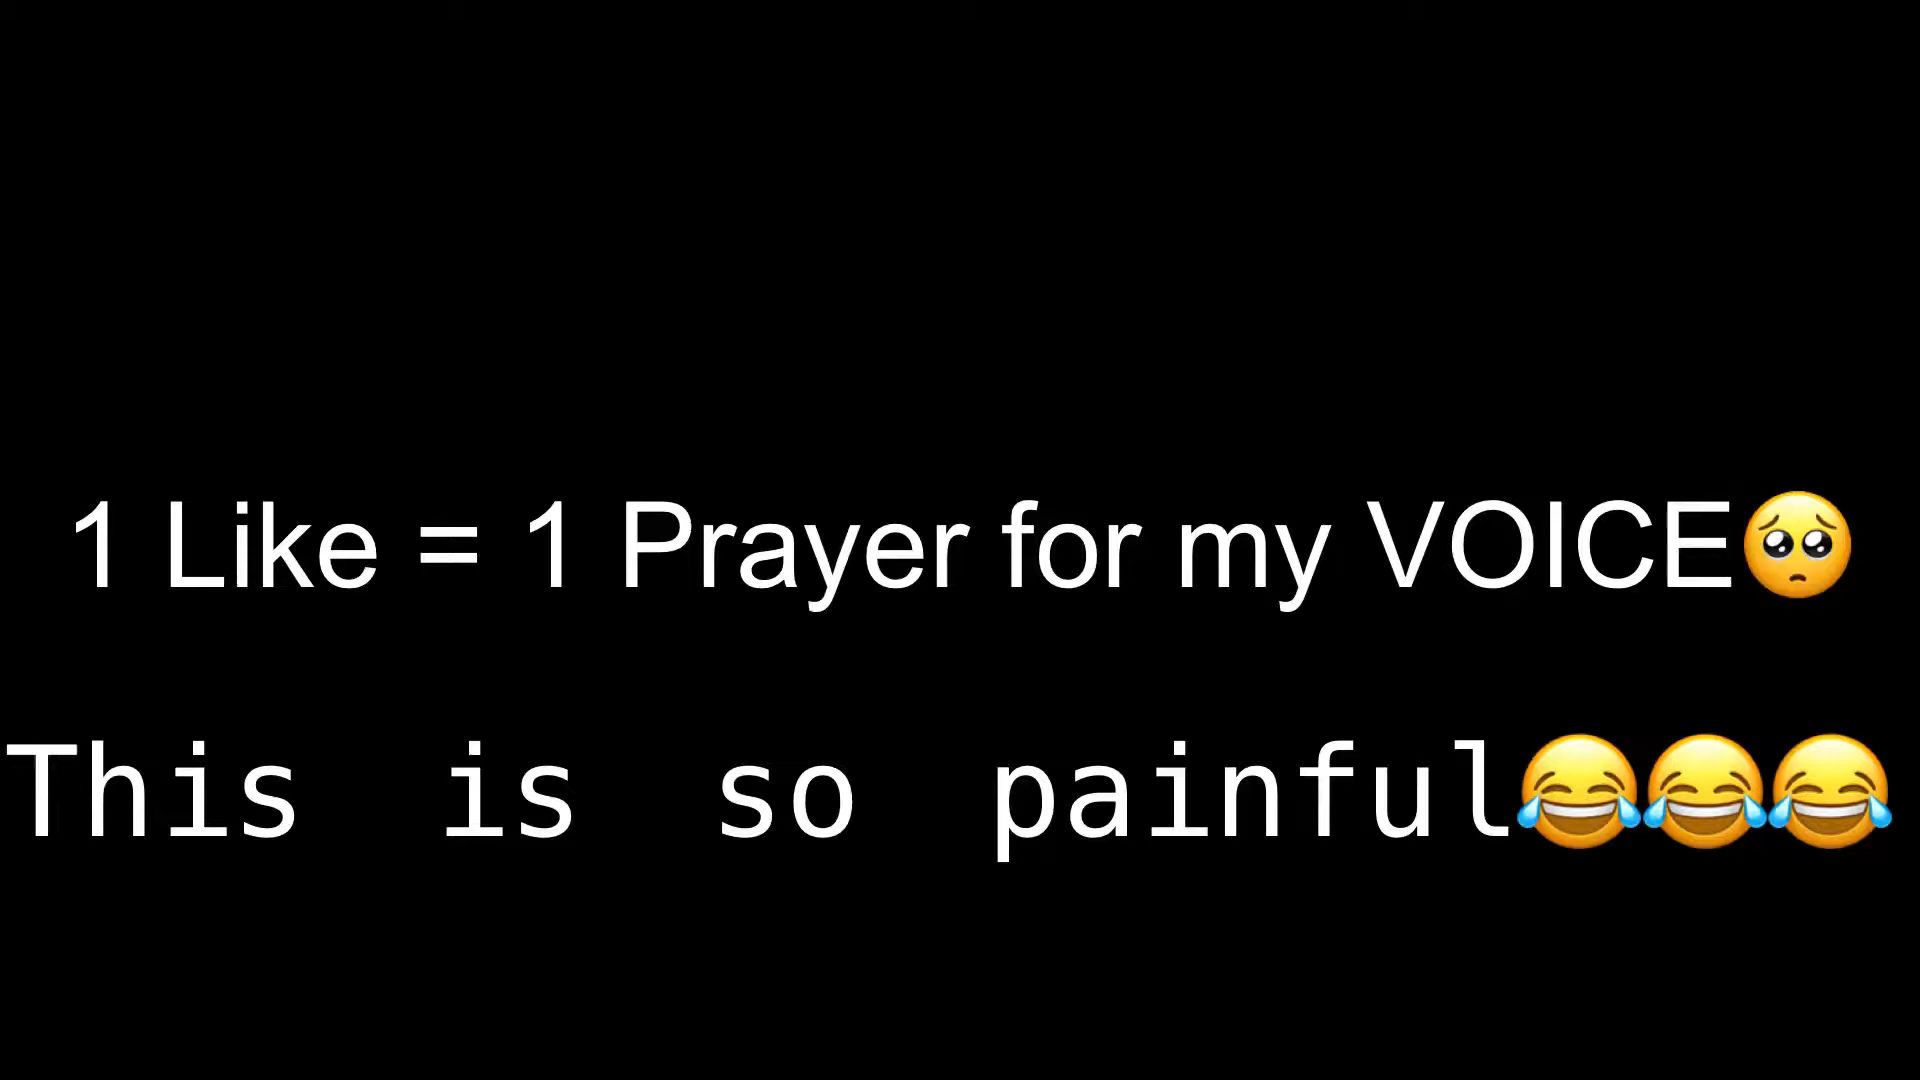 1 Like = 1 Prayer for my VOICE🥺
This is so painful😂😂😂